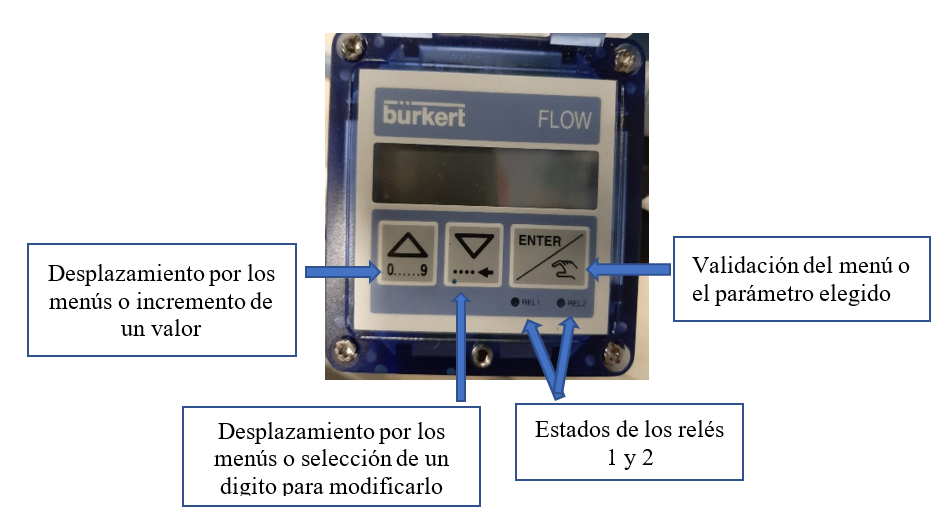 bürkert
FLOW
0......9
ENTER
REL1
REL2
Desplazamiento por los
menús o incremento de
un valor
Validación del menú o
el parámetro elegido
Desplazamiento por los
menús o selección de un
digito para modificarlo
Estados de los relés
1 y 2